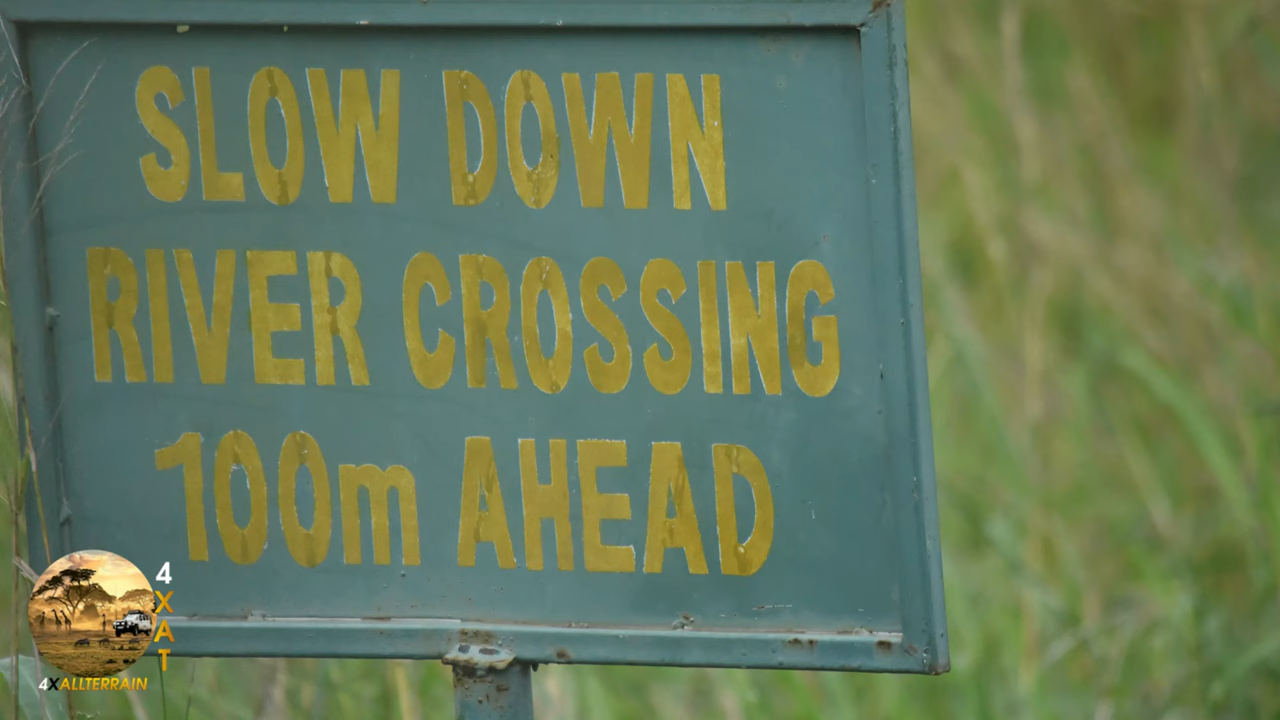 SLOW DOWN
RIVER CROSSING
100m AHEAD
4
X
A
T
4XALLTERRAIN